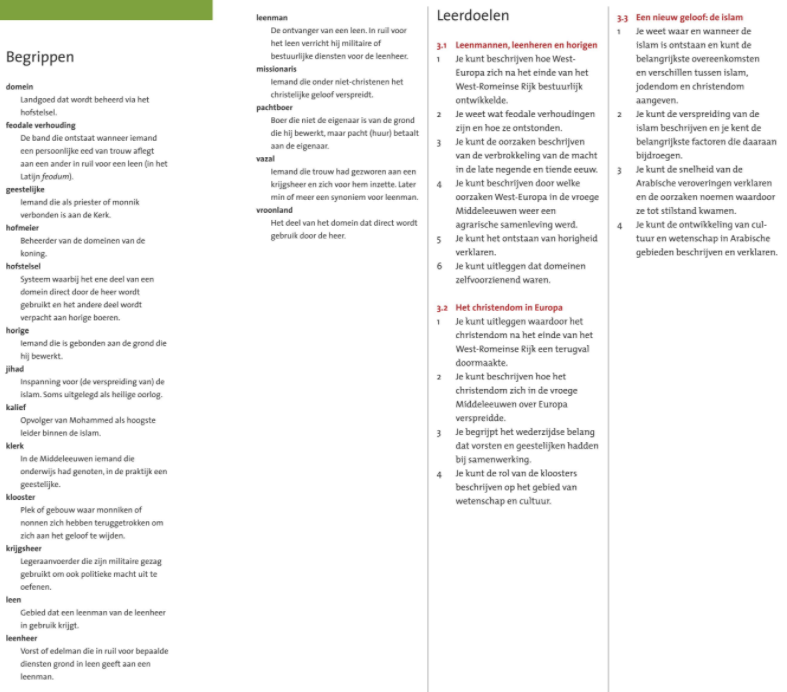 Begrippen
domein
Landgoed dat wordt beheerd via het
hofstelsel.
feodale verhouding
De band die ontstaat wanneer iemand
een persoonlijke eed van trouw aflegt
aan een ander in ruil voor een leen (in het
Latijn feodum).
geestelijke
Iemand die als priester of monnik
verbonden is aan de Kerk.
hofmeier
Beheerder van de domeinen van de
koning.
hofstelsel
Systeem waarbij het ene deel van een
domein direct door de heer wordt
gebruikt en het andere deel wordt
verpacht aan horige boeren.
horige
Iemand die is gebonden aan de grond die
hij bewerkt.
jihad
Inspanning voor (de verspreiding van) de
islam. Soms uitgelegd als heilige oorlog.
kalief
Opvolger van Mohammed als hoogste
leider binnen de islam.
klerk
In de Middeleeuwen iemand die
onderwijs had genoten, in de praktijk een
geestelijke.
klooster
Plek of gebouw waar monniken of
nonnen zich hebben teruggetrokken om
zich aan het geloof te wijden.
krijgsheer
Legeraanvoerder die zijn militaire gezag
gebruikt om ook politieke macht uit te
oefenen.
leen
Gebied dat een leenman van de leenheer
in gebruik krijgt.
leenheer
Vorst of edelman die in ruil voor bepaalde
diensten grond in leen geeft aan een
leenman.
leenman
De ontvanger van een leen. In ruil voor
het leen verricht hij militaire of
bestuurlijke diensten voor de leenheer.
missionaris
Iemand die onder niet-christenen het
christelijke geloof verspreidt.
pachtboer
Boer die niet de eigenaar is van de grond
die hij bewerkt, maar pacht (huur) betaalt
aan de eigenaar.
vazal
Iemand die trouw had gezworen aan een
krijgsheer en zich voor hem inzette. Later
min of meer een synoniem voor leenman.
vroonland
Het deel van het domein dat direct wordt
gebruik door de heer.
Leerdoelen
3.1 Leenmannen, leenheren en horigen
1 Je kunt beschrijven hoe West-
Europa zich na het einde van het
West-Romeinse Rijk bestuurlijk
ontwikkelde.
2 Je weet wat feodale verhoudingen
zijn en hoe ze ontstonden.
3 Je kunt de oorzaken beschrijven
van de verbrokkeling van de macht
in de late negende en tiende eeuw.
4 Je kunt beschrijven door welke
oorzaken West-Europa in de vroege
Middeleeuwen weer een
agrarische samenleving werd.
5 Je kunt het ontstaan van horigheid
verklaren.
6 Je kunt uitleggen dat domeinen
zelfvoorzienend waren.
3.2 Het christendom in Europa
1 Je kunt uitleggen waardoor het
christendom na het einde van het
West-Romeinse Rijk een terugval
doormaakte.
2 Je kunt beschrijven hoe het
christendom zich in de vroege
Middeleeuwen over Europa
verspreidde.
3 Je begrijpt het wederzijdse belang
dat vorsten en geestelijken hadden
bij samenwerking.
4 Je kunt de rol van de kloosters
beschrijven op het gebied van
wetenschap en cultuur.
3.3 Een nieuw geloof: de islam
1 Je weet waar en wanneer de
islam is ontstaan en kunt de
belangrijkste overeenkomsten
en verschillen tussen islam,
jodendom en christendom
aangeven.
2 Je kunt de verspreiding van de
islam beschrijven en je kent de
belangrijkste factoren die daaraan
bijdroegen.
3 Je kunt de snelheid van de
Arabische veroveringen verklaren
en de oorzaken noemen waardoor
ze tot stilstand kwamen.
4 Je kunt de ontwikkeling van cul-
tuur en wetenschap in Arabische
gebieden beschrijven en verklaren.